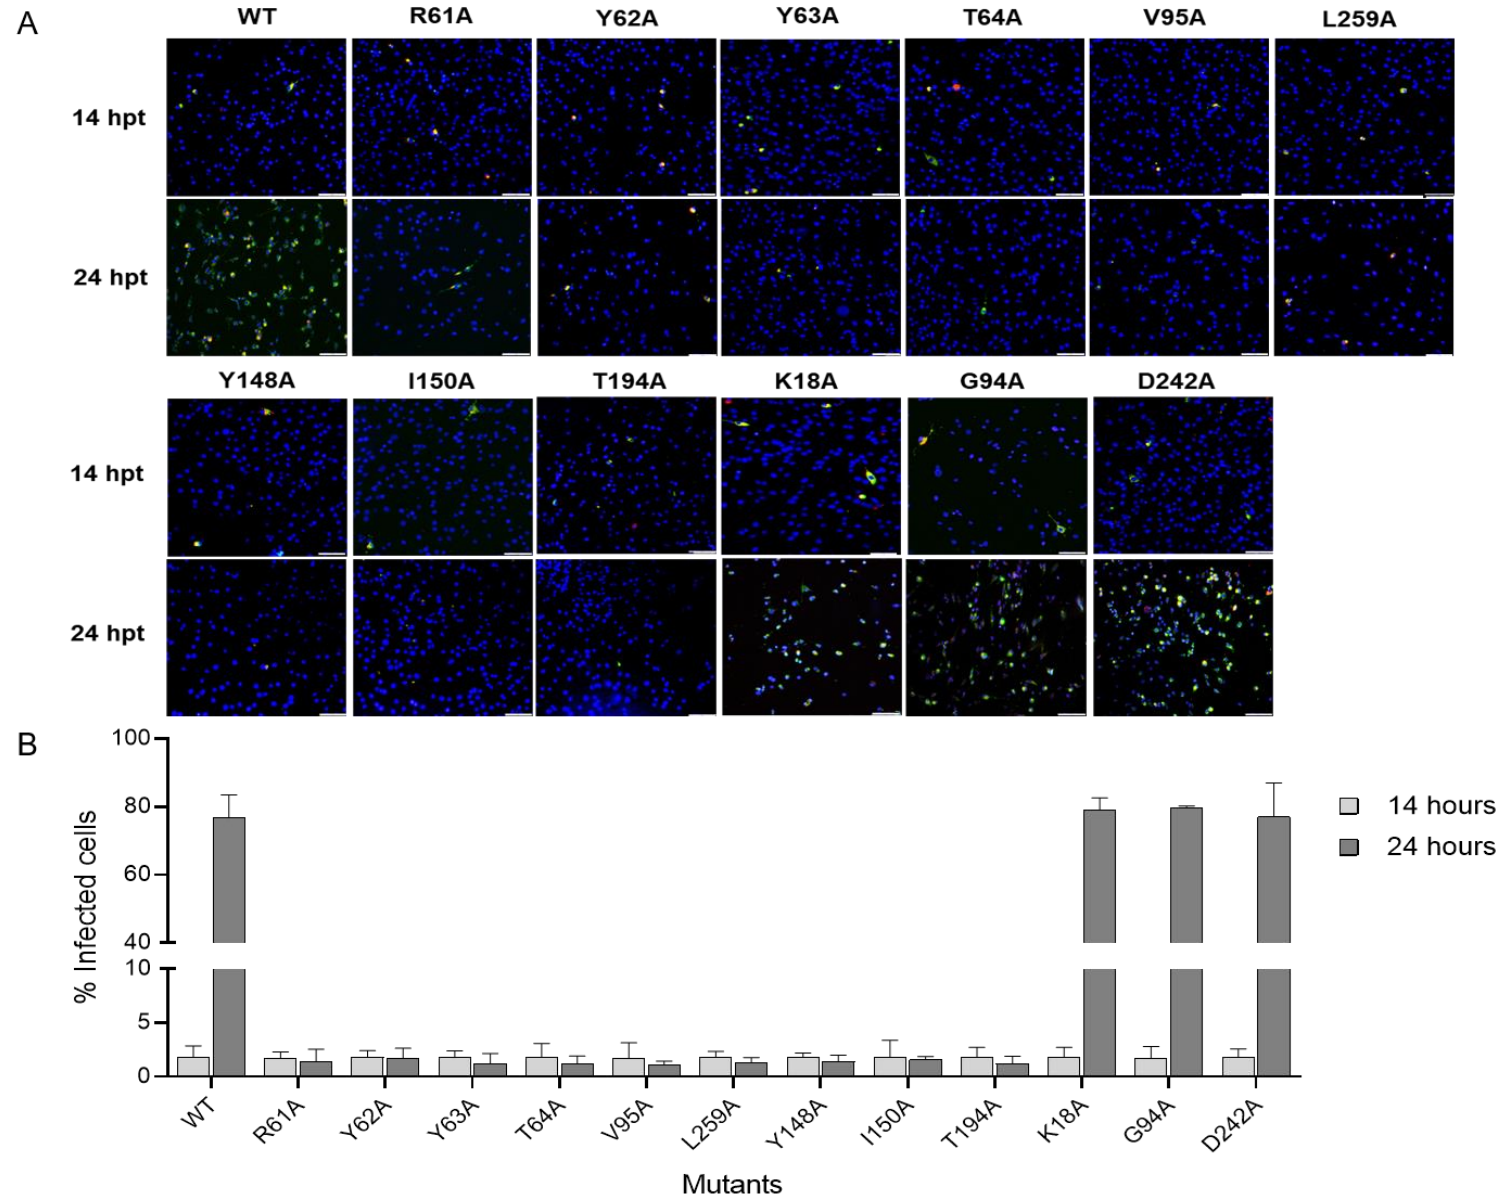 A
WT R61A Y62A Y63A T64A V95A L259A
14 hpt
24 hpt
Y148A I150A T194A K18A G94A D242A
14 hpt
24 hpt
B
100
80
60
40
10
5
0
% Infected cells
14 hours
24 hours
WT R61A Y62A Y63A T64A V95A L259A Y148A I150A T194A K18A G94A D242A
Mutants